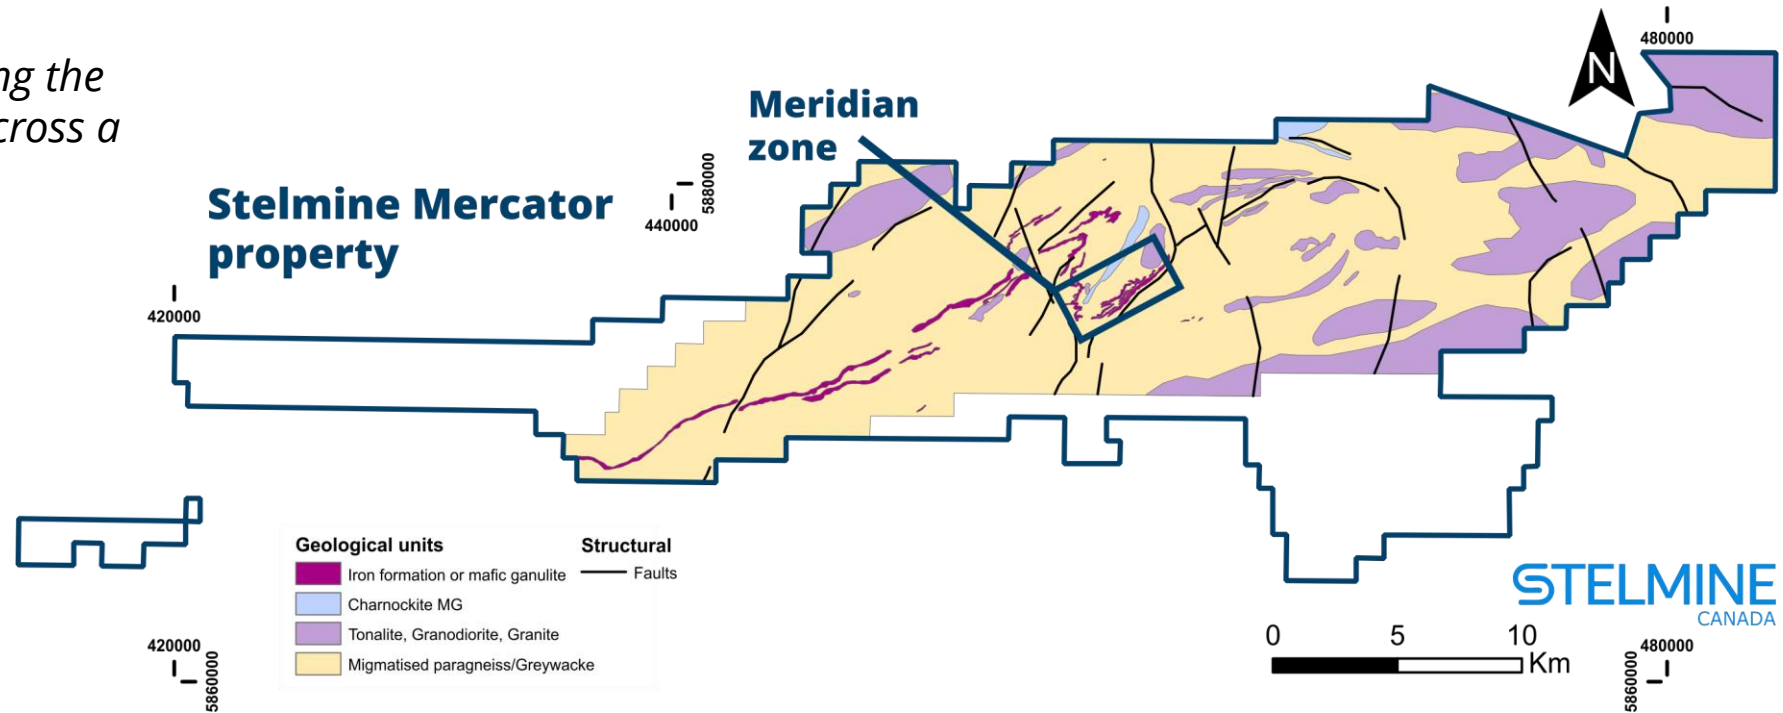 ng the
cross a
Stelmine Mercator
property
Meridian
zone
480000
N
5880000
440000
420000
Geological units
Iron formation or mafic ganulite
Charnockite MG
Tonalite, Granodiorite, Granite
Migmatised paragneiss/Greywacke
Structural
Faults
STELMINE
CANADA
0 5 10
Km
420000
5860000
480000
5860000